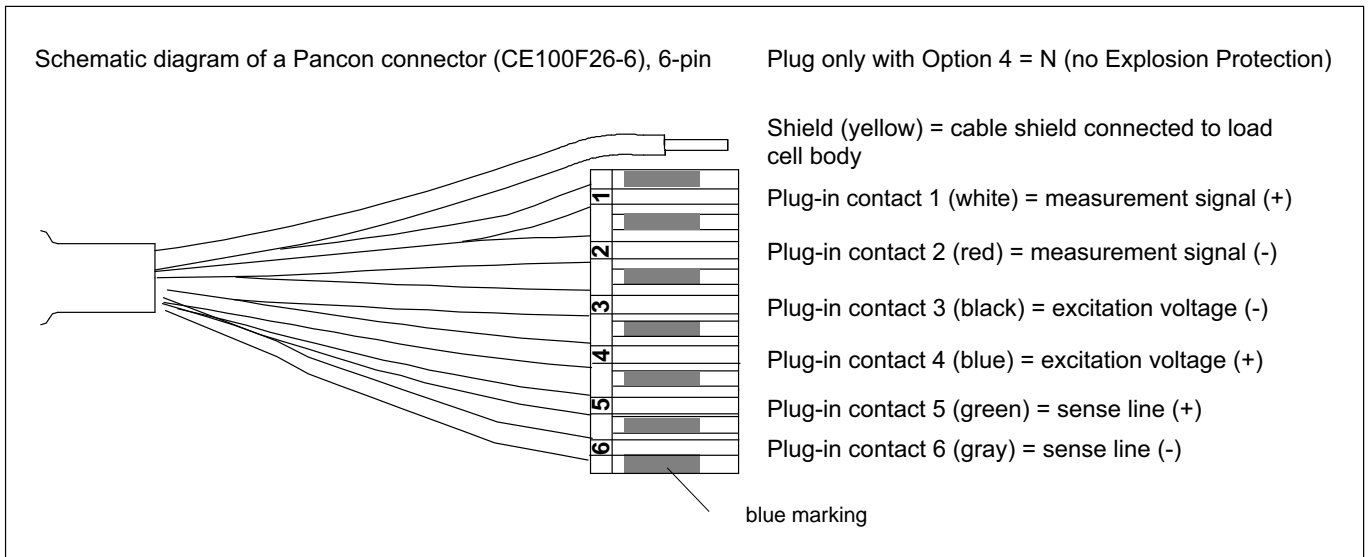 Schematic diagram of a Pancon connector (CE100F26-6), 6-pin
Plug only with Option 4 = N (no Explosion Protection)
Shield (yellow) = cable shield connected to load
cell body
1
Plug-in contact 1 (white) = measurement signal (+)
2
Plug-in contact 2 (red) = measurement signal (-)
3
Plug-in contact 3 (black) = excitation voltage (-)
4
Plug-in contact 4 (blue) = excitation voltage (+)
5
Plug-in contact 5 (green) = sense line (+)
6
Plug-in contact 6 (gray) = sense line (-)
blue marking